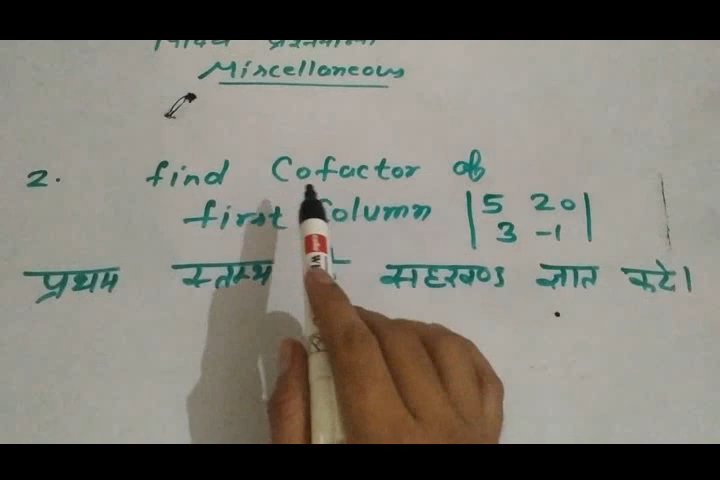 Miscellaneous
2. find Cofactor of
first Column | 5 20 |
| 3 -1 |
प्रथम स्तम्भ सहखण्ड ज्ञात करे।